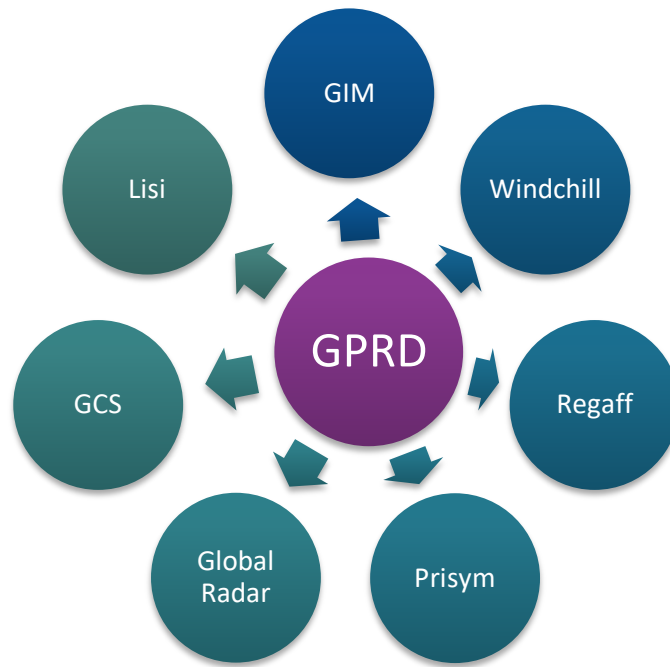 GIM
Windchill
Lisi
GPRD
Regaff
GCS
Global
Radar
Prisym